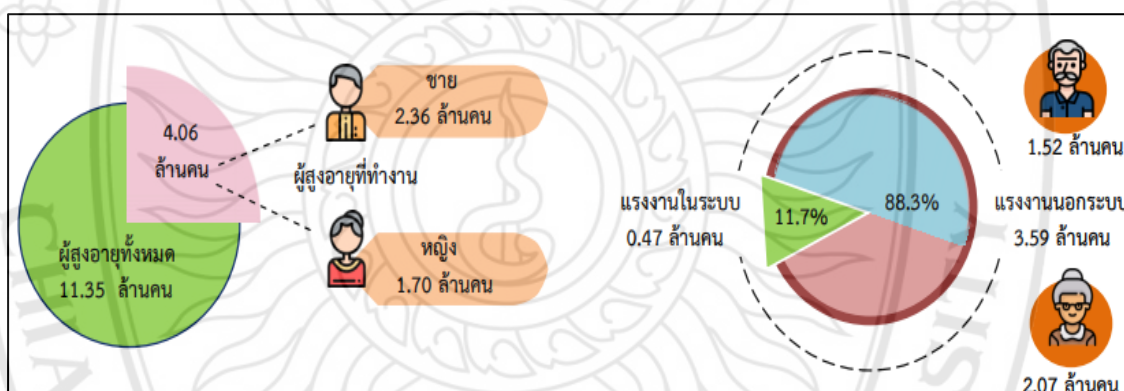 4.06
ล้านคน
ผู้สูงอายุทั้งหมด
11.35 ล้านคน
ชาย
2.36 ล้านคน
ผู้สูงอายุที่ทำงาน
หญิง
1.70 ล้านคน
แรงงานในระบบ
0.47 ล้านคน
11.7%
88.3%
1.52 ล้านคน
แรงงานนอกระบบ
3.59 ล้านคน
2.07 ล้านคน